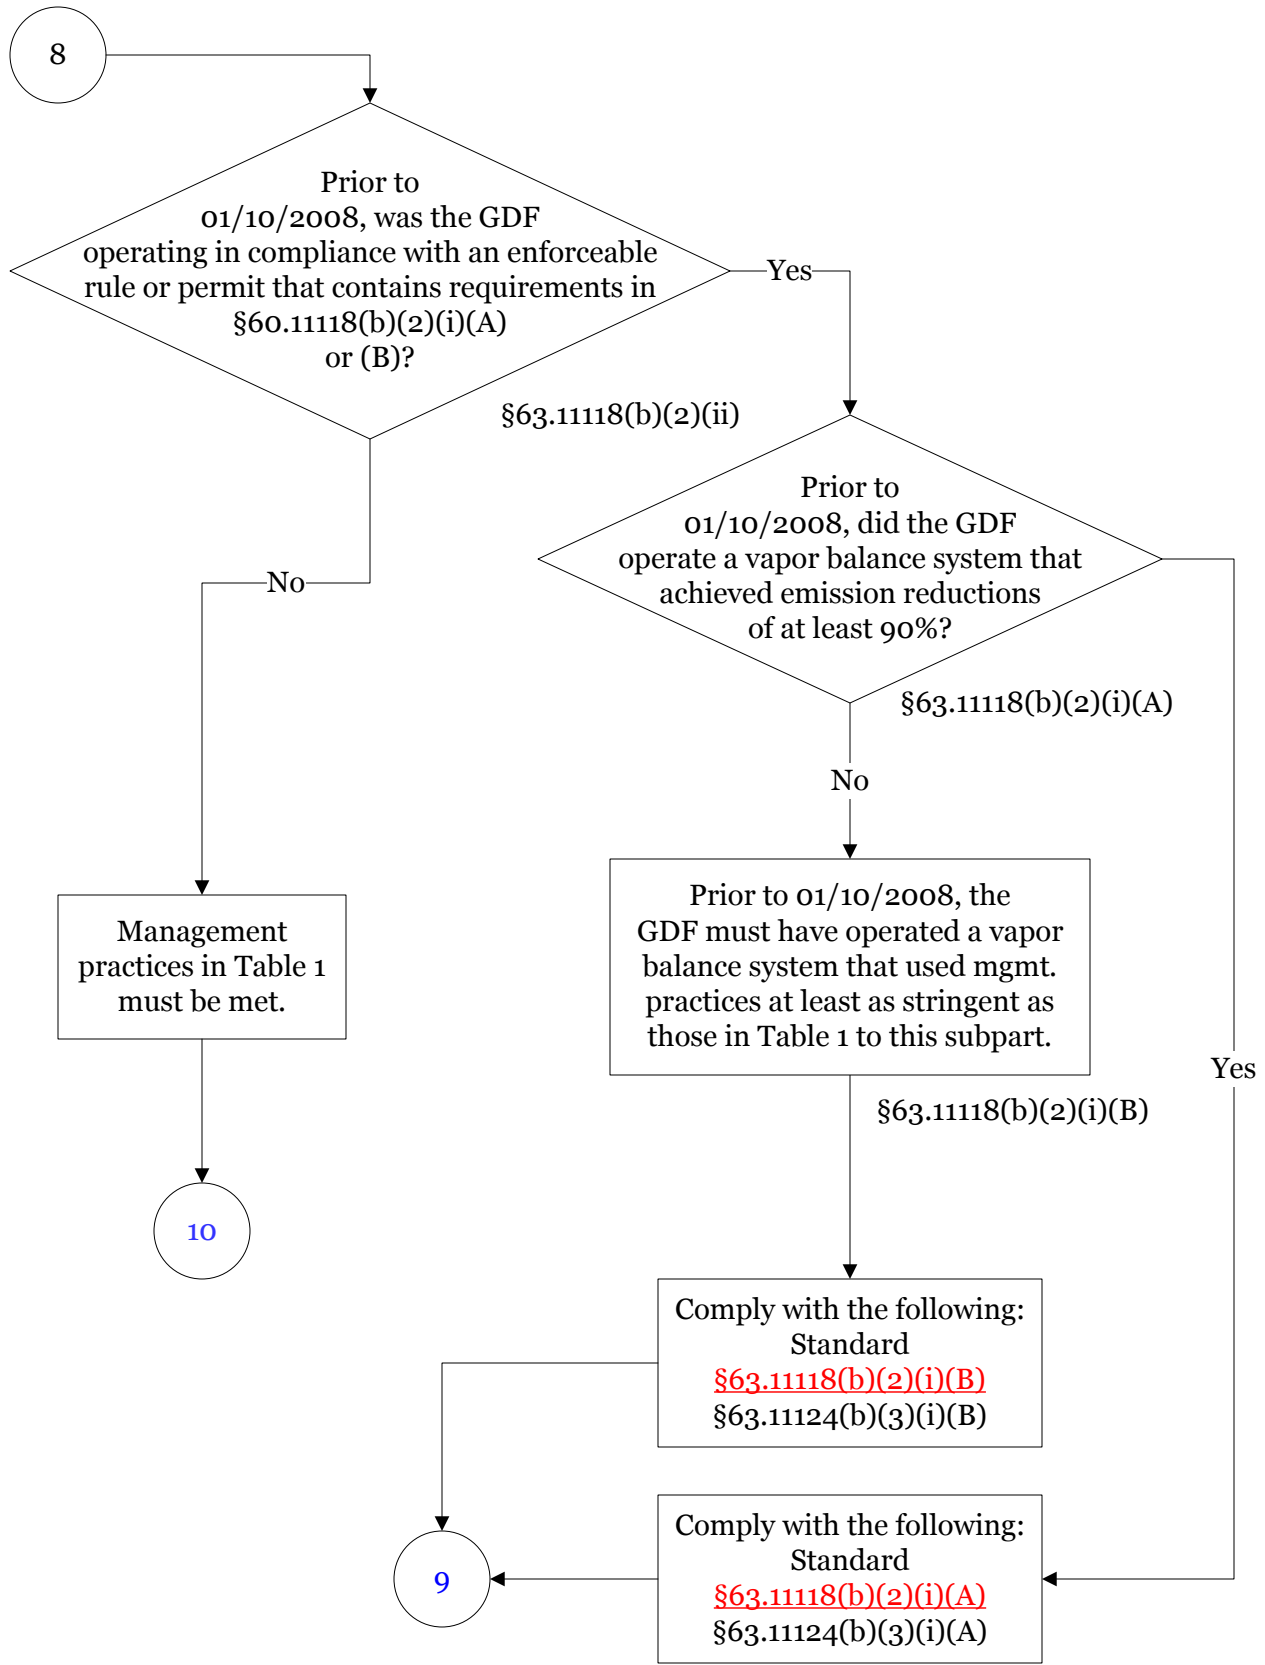 8
Prior to
01/10/2008, was the GDF
operating in compliance with an enforceable
rule or permit that contains requirements in
§60.11118(b)(2)(i)(A)
or (B)?
Yes
§63.11118(b)(2)(ii)
No
Prior to
01/10/2008, did the GDF
operate a vapor balance system that
achieved emission reductions
of at least 90%?
§63.11118(b)(2)(i)(A)
No
Yes
Management
practices in Table 1
must be met.
10
Prior to 01/10/2008, the
GDF must have operated a vapor
balance system that used mgmt.
practices at least as stringent as
those in Table 1 to this subpart.
§63.11118(b)(2)(i)(B)
Comply with the following:
Standard
§63.11118(b)(2)(i)(B)
§63.11124(b)(3)(i)(B)
Comply with the following:
Standard
§63.11118(b)(2)(i)(A)
§63.11124(b)(3)(i)(A)
9